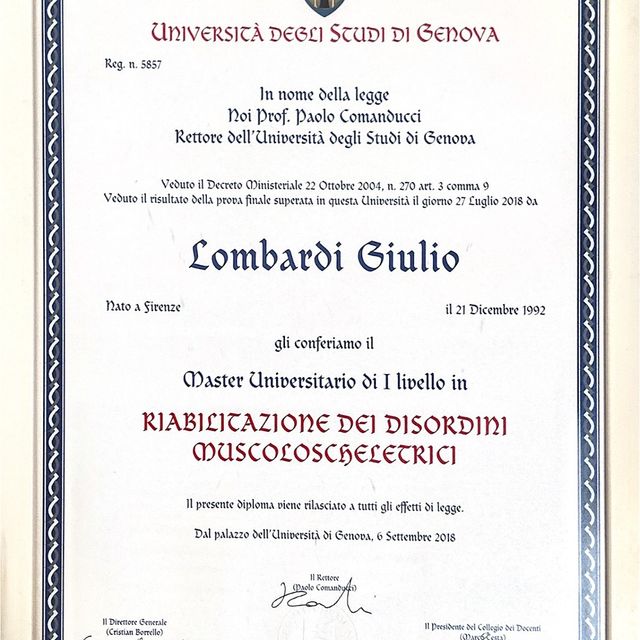 Università degli Studi di Genova
Reg. n. 5857
In nome della legge
Noi Prof. Paolo Comanducci
Rettore dell'Università degli Studi di Genova
Veduto il Decreto Ministeriale 22 Ottobre 2004, n. 270 art. 3 comma 9
Veduto il risultato della prova finale superata in questa Università il giorno 27 Luglio 2018 da
Lombardi Giulio
Nato a Firenze il 21 Dicembre 1992
gli conferiamo il
Master Universitario di I livello in
RIABILITAZIONE DEI DISORDINI
MUSCOLOSCHELETRICI
Il presente diploma viene rilasciato a tutti gli effetti di legge.
Dal palazzo dell'Università di Genova, 6 Settembre 2018
Il Rettore
(Paolo Comanducci)
Il Direttore Generale
(Cristian Borrello)
Il Presidente del Collegio dei Docenti
(Marco Testa)